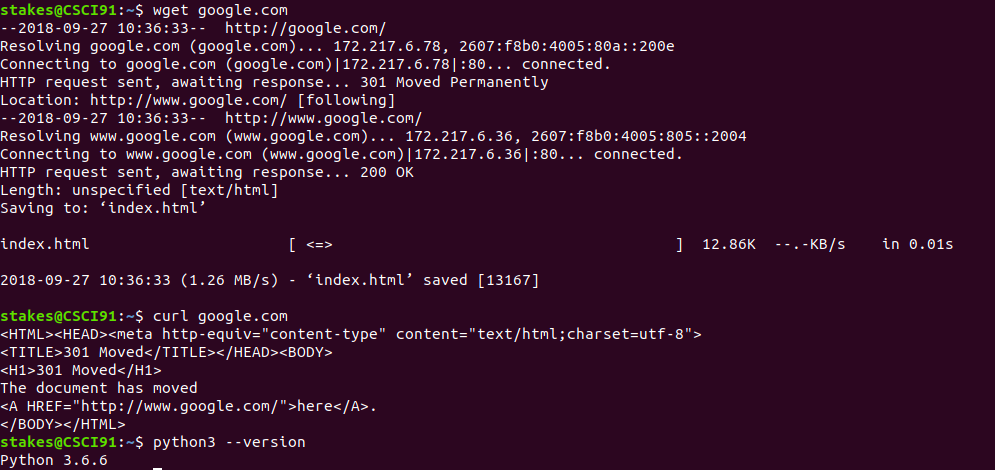 stakes@CSCI91:~$ wget google.com
--2018-09-27 10:36:33--  http://google.com/
Resolving google.com (google.com)... 172.217.6.78, 2607:f8b0:4005:80a::200e
Connecting to google.com (google.com)|172.217.6.78|:80... connected.
HTTP request sent, awaiting response... 301 Moved Permanently
Location: http://www.google.com/ [following]
--2018-09-27 10:36:33--  http://www.google.com/
Resolving www.google.com (www.google.com)... 172.217.6.36, 2607:f8b0:4005:805::2004
Connecting to www.google.com (www.google.com)|172.217.6.36|:80... connected.
HTTP request sent, awaiting response... 200 OK
Length: unspecified [text/html]
Saving to: ‘index.html’
index.html                      [ <=>                                      ]  12.86K  --.-KB/s    in 0.01s
2018-09-27 10:36:33 (1.26 MB/s) - ‘index.html’ saved [13167]
stakes@CSCI91:~$ curl google.com
<HTML><HEAD><meta http-equiv="content-type" content="text/html;charset=utf-8">
<TITLE>301 Moved</TITLE></HEAD><BODY>
<H1>301 Moved</H1>
The document has moved
<A HREF="http://www.google.com/">here</A>.
</BODY></HTML>
stakes@CSCI91:~$ python3 --version
Python 3.6.6